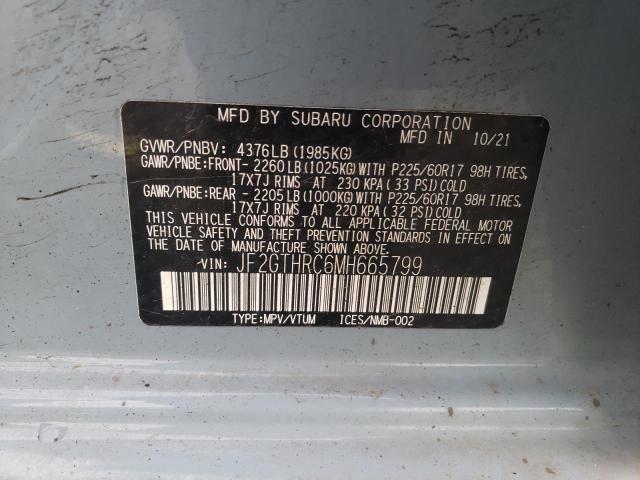 MFD BY SUBARU CORPORATION
MFD IN 10/21
GVWR/PNBV: 4376LB(1985KG)
GAWR/PNBE:FRONT- 2260LB(1025KG)WITH P225/60R17 98H TIRES,
17X7J RIMS AT 230 KPA (33 PSI)COLD
GAWR/PNBE:REAR - 2205LB(1000KG)WITH P225/60R17 98H TIRES,
17X7J RIMS AT 220 KPA (32 PSI)COLD
THIS VEHICLE CONFORMS TO ALL APPLICABLE FEDERAL MOTOR
VEHICLE SAFETY AND THEFT PREVENTION STANDARDS IN EFFECT
ON THE DATE OF MANUFACTURE SHOWN ABOVE.
VIN: JF2GTHRC6MH665799
TYPE:MPV/VTUM ICES/NMB-002